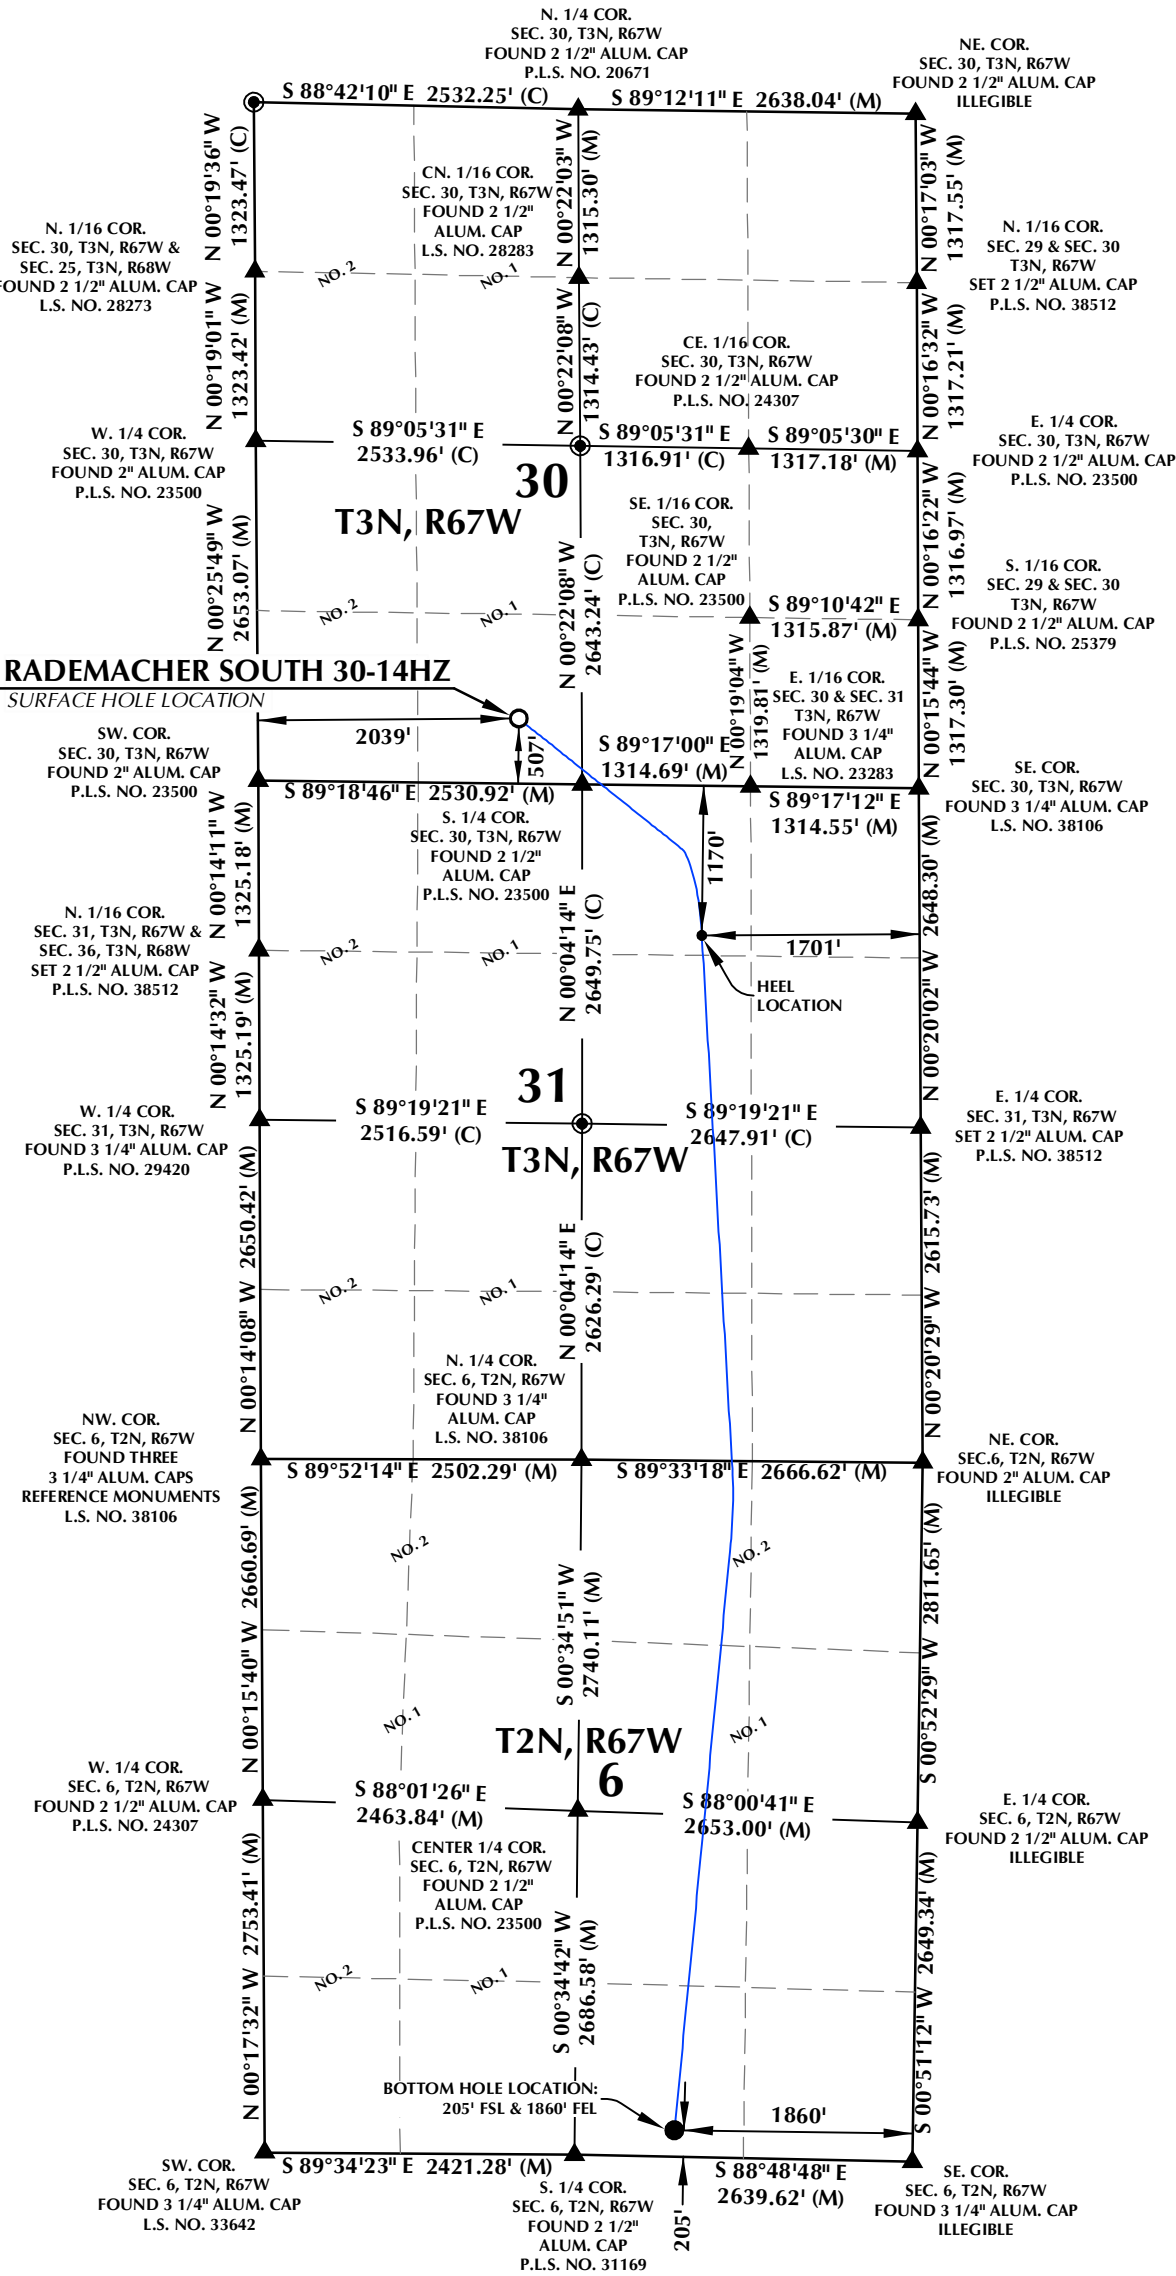 N. 1/4 COR.
SEC. 30, T3N, R67W
FOUND 2 1/2" ALUM. CAP
P.L.S. NO. 20671
NE. COR.
SEC. 30, T3N, R67W
FOUND 2 1/2" ALUM. CAP
ILLEGIBLE
S 88°42'10" E 2532.25' (C)
S 89°12'11" E 2638.04' (M)
N 00°19'36" W
1323.47' (C)
N 00°22'03" W
1315.30' (M)
N 00°17'03" W
1317.55' (M)
CN. 1/16 COR.
SEC. 30, T3N, R67W
FOUND 2 1/2"
ALUM. CAP
L.S. NO. 28283
N. 1/16 COR.
SEC. 30, T3N, R67W &
SEC. 25, T3N, R68W
FOUND 2 1/2" ALUM. CAP
L.S. NO. 28273
N. 1/16 COR.
SEC. 29 & SEC. 30
T3N, R67W
SET 2 1/2" ALUM. CAP
P.L.S. NO. 38512
NO. 2
NO. 1
N 00°19'01" W
1323.42' (M)
N 00°22'08" W
1314.43' (C)
N 00°16'32" W
1317.21' (M)
CE. 1/16 COR.
SEC. 30, T3N, R67W
FOUND 2 1/2" ALUM. CAP
P.L.S. NO. 24307
W. 1/4 COR.
SEC. 30, T3N, R67W
FOUND 2" ALUM. CAP
P.L.S. NO. 23500
S 89°05'31" E
2533.96' (C)
S 89°05'31" E
1316.91' (C)
S 89°05'30" E
1317.18' (M)
E. 1/4 COR.
SEC. 30, T3N, R67W
FOUND 2 1/2" ALUM. CAP
P.L.S. NO. 23500
30
T3N, R67W
SE. 1/16 COR.
SEC. 30,
T3N, R67W
FOUND 2 1/2"
ALUM. CAP
P.L.S. NO. 23500
N 00°25'49" W
2653.07' (M)
N 00°22'08" W
2643.24' (C)
N 00°16'22" W
1316.97' (M)
NO. 2
NO. 1
S 89°10'42" E
1315.87' (M)
S. 1/16 COR.
SEC. 29 & SEC. 30
T3N, R67W
FOUND 2 1/2" ALUM. CAP
P.L.S. NO. 25379
RADEMACHER SOUTH 30-14HZ
SURFACE HOLE LOCATION
2039'
507'
N 00°19'04" W
1319.81' (M)
E. 1/16 COR.
SEC. 30 & SEC. 31
T3N, R67W
FOUND 3 1/4"
ALUM. CAP
L.S. NO. 23283
N 00°15'44" W
1317.30' (M)
SW. COR.
SEC. 30, T3N, R67W
FOUND 2" ALUM. CAP
P.L.S. NO. 23500
S 89°17'00" E
1314.69' (M)
S 89°18'46" E 2530.92' (M)
S 89°17'12" E
1314.55' (M)
SE. COR.
SEC. 30, T3N, R67W
FOUND 3 1/4" ALUM. CAP
L.S. NO. 38106
S. 1/4 COR.
SEC. 30, T3N, R67W
FOUND 2 1/2"
ALUM. CAP
P.L.S. NO. 23500
N 00°14'11" W
1325.18' (M)
1170'
N. 1/16 COR.
SEC. 31, T3N, R67W &
SEC. 36, T3N, R68W
SET 2 1/2" ALUM. CAP
P.L.S. NO. 38512
NO. 2
NO. 1
N 00°04'14" E
2649.75' (C)
1701'
HEEL
LOCATION
N 00°20'02" W 2648.30' (M)
N 00°14'32" W
1325.19' (M)
31
T3N, R67W
W. 1/4 COR.
SEC. 31, T3N, R67W
FOUND 3 1/4" ALUM. CAP
P.L.S. NO. 29420
S 89°19'21" E
2516.59' (C)
S 89°19'21" E
2647.91' (C)
E. 1/4 COR.
SEC. 31, T3N, R67W
SET 2 1/2" ALUM. CAP
P.L.S. NO. 38512
N 00°14'08" W 2650.42' (M)
N 00°04'14" E
2626.29' (C)
N 00°20'29" W 2615.73' (M)
NO. 2
NO. 1
N. 1/4 COR.
SEC. 6, T2N, R67W
FOUND 3 1/4"
ALUM. CAP
L.S. NO. 38106
NW. COR.
SEC. 6, T2N, R67W
FOUND THREE
3 1/4" ALUM. CAPS
REFERENCE MONUMENTS
L.S. NO. 38106
S 89°52'14" E 2502.29' (M)
S 89°33'18" E 2666.62' (M)
NE. COR.
SEC.6, T2N, R67W
FOUND 2" ALUM. CAP
ILLEGIBLE
N 00°15'40" W 2660.69' (M)
NO. 2
NO. 2
S 00°34'51" W
2740.11' (M)
S 00°52'29" W 2811.65' (M)
NO. 1
NO. 1
T2N, R67W
6
W. 1/4 COR.
SEC. 6, T2N, R67W
FOUND 2 1/2" ALUM. CAP
P.L.S. NO. 24307
S 88°01'26" E
2463.84' (M)
S 88°00'41" E
2653.00' (M)
E. 1/4 COR.
SEC. 6, T2N, R67W
FOUND 2 1/2" ALUM. CAP
ILLEGIBLE
CENTER 1/4 COR.
SEC. 6, T2N, R67W
FOUND 2 1/2"
ALUM. CAP
P.L.S. NO. 23500
N 00°17'32" W 2753.41' (M)
S 00°34'42" W
2686.58' (M)
S 00°51'12" W 2649.34' (M)
NO. 2
NO. 1
BOTTOM HOLE LOCATION:
205' FSL & 1860' FEL
1860'
S 89°34'23" E 2421.28' (M)
S 88°48'48" E
2639.62' (M)
205'
SW. COR.
SEC. 6, T2N, R67W
FOUND 3 1/4" ALUM. CAP
L.S. NO. 33642
S. 1/4 COR.
SEC. 6, T2N, R67W
FOUND 2 1/2"
ALUM. CAP
P.L.S. NO. 31169
SE. COR.
SEC. 6, T2N, R67W
FOUND 3 1/4" ALUM. CAP
ILLEGIBLE